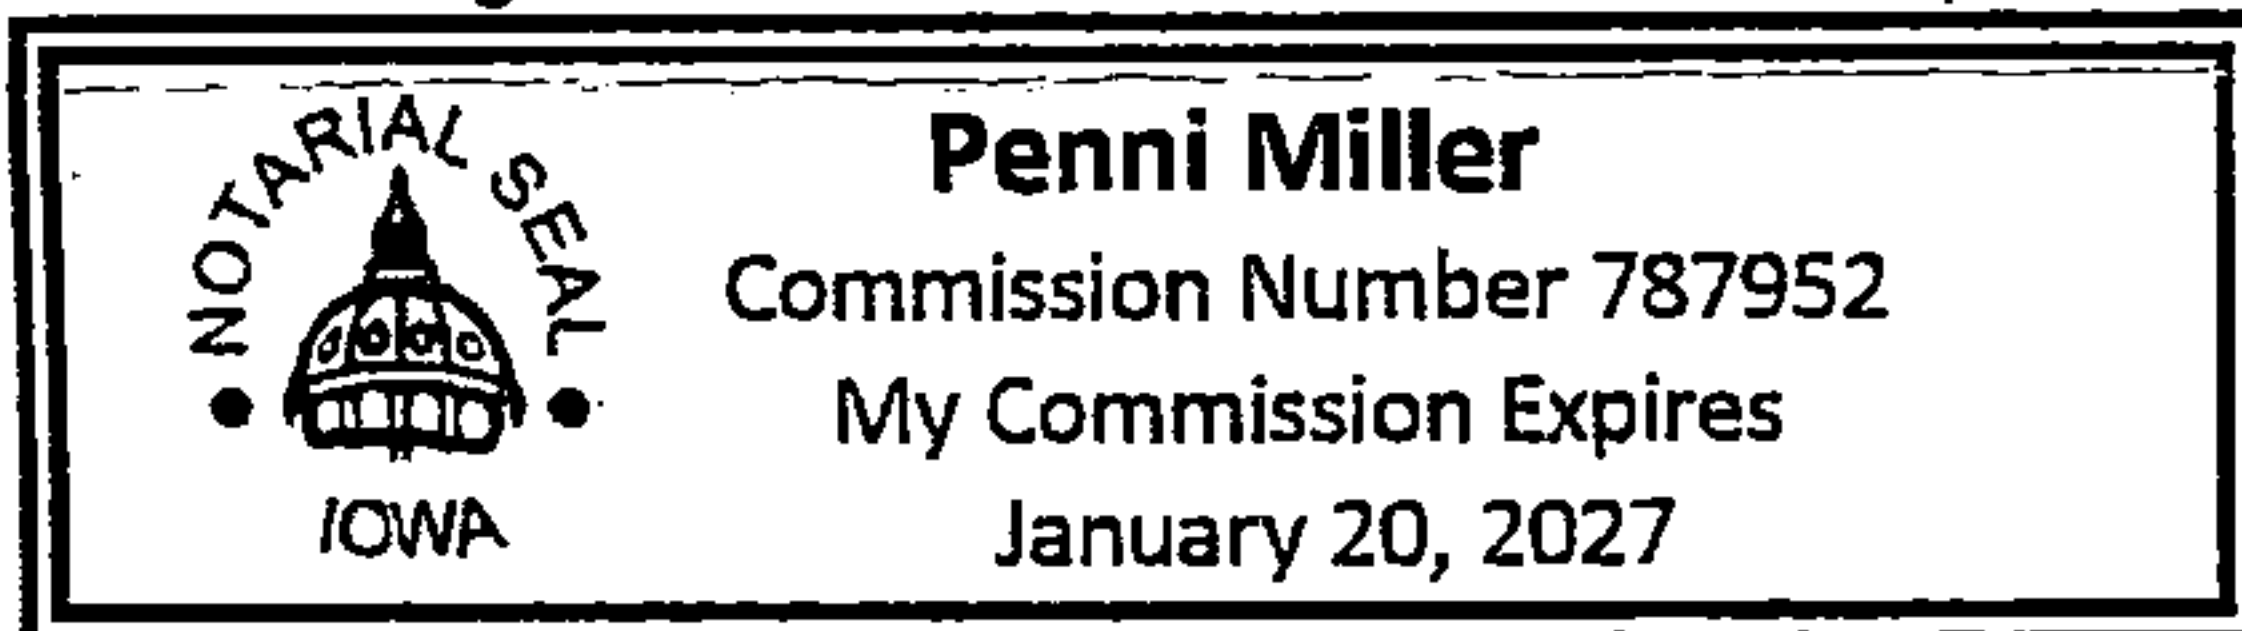 NOTARIAL SEAL
IOWA
Penni Miller
Commission Number 787952
My Commission Expires
January 20, 2027